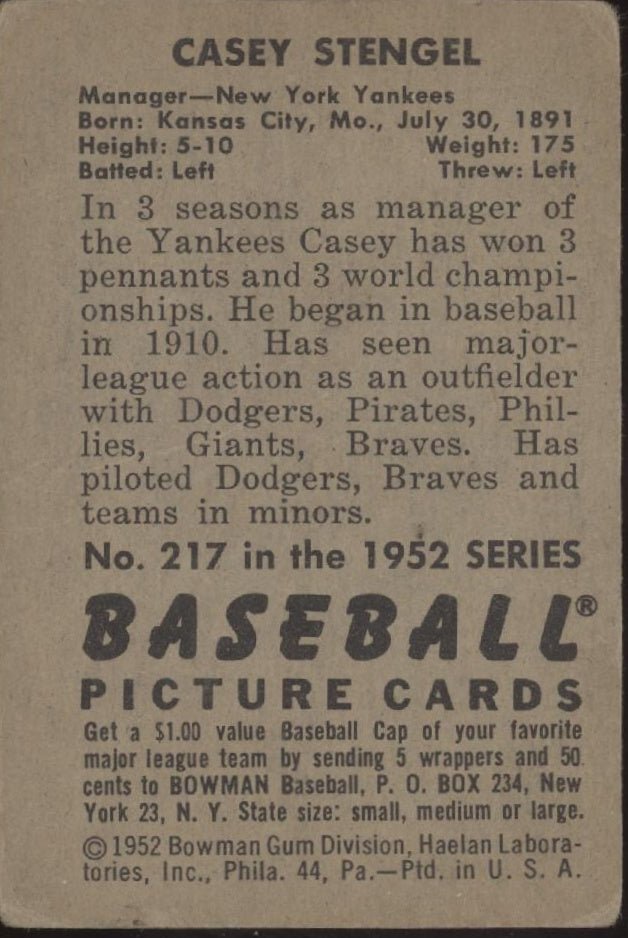 CASEY STENGEL
Manager—New York Yankees
Born: Kansas City, Mo., July 30, 1891
Height: 5-10 Weight: 175
Batted: Left Threw: Left
In 3 seasons as manager of
the Yankees Casey has won 3
pennants and 3 world champi-
onships. He began in baseball
in 1910. Has seen major-
league action as an outfielder
with Dodgers, Pirates, Phil-
lies, Giants, Braves. Has
piloted Dodgers, Braves and
teams in minors.
No. 217 in the 1952 SERIES
BASEBALL®
PICTURE CARDS
Get a $1.00 value Baseball Cap of your favorite
major league team by sending 5 wrappers and 50
cents to BOWMAN Baseball, P. O. BOX 234, New
York 23, N. Y. State size: small, medium or large.
©1952 Bowman Gum Division, Haelan Labora-
tories, Inc., Phila. 44, Pa.—Ptd. in U. S. A.